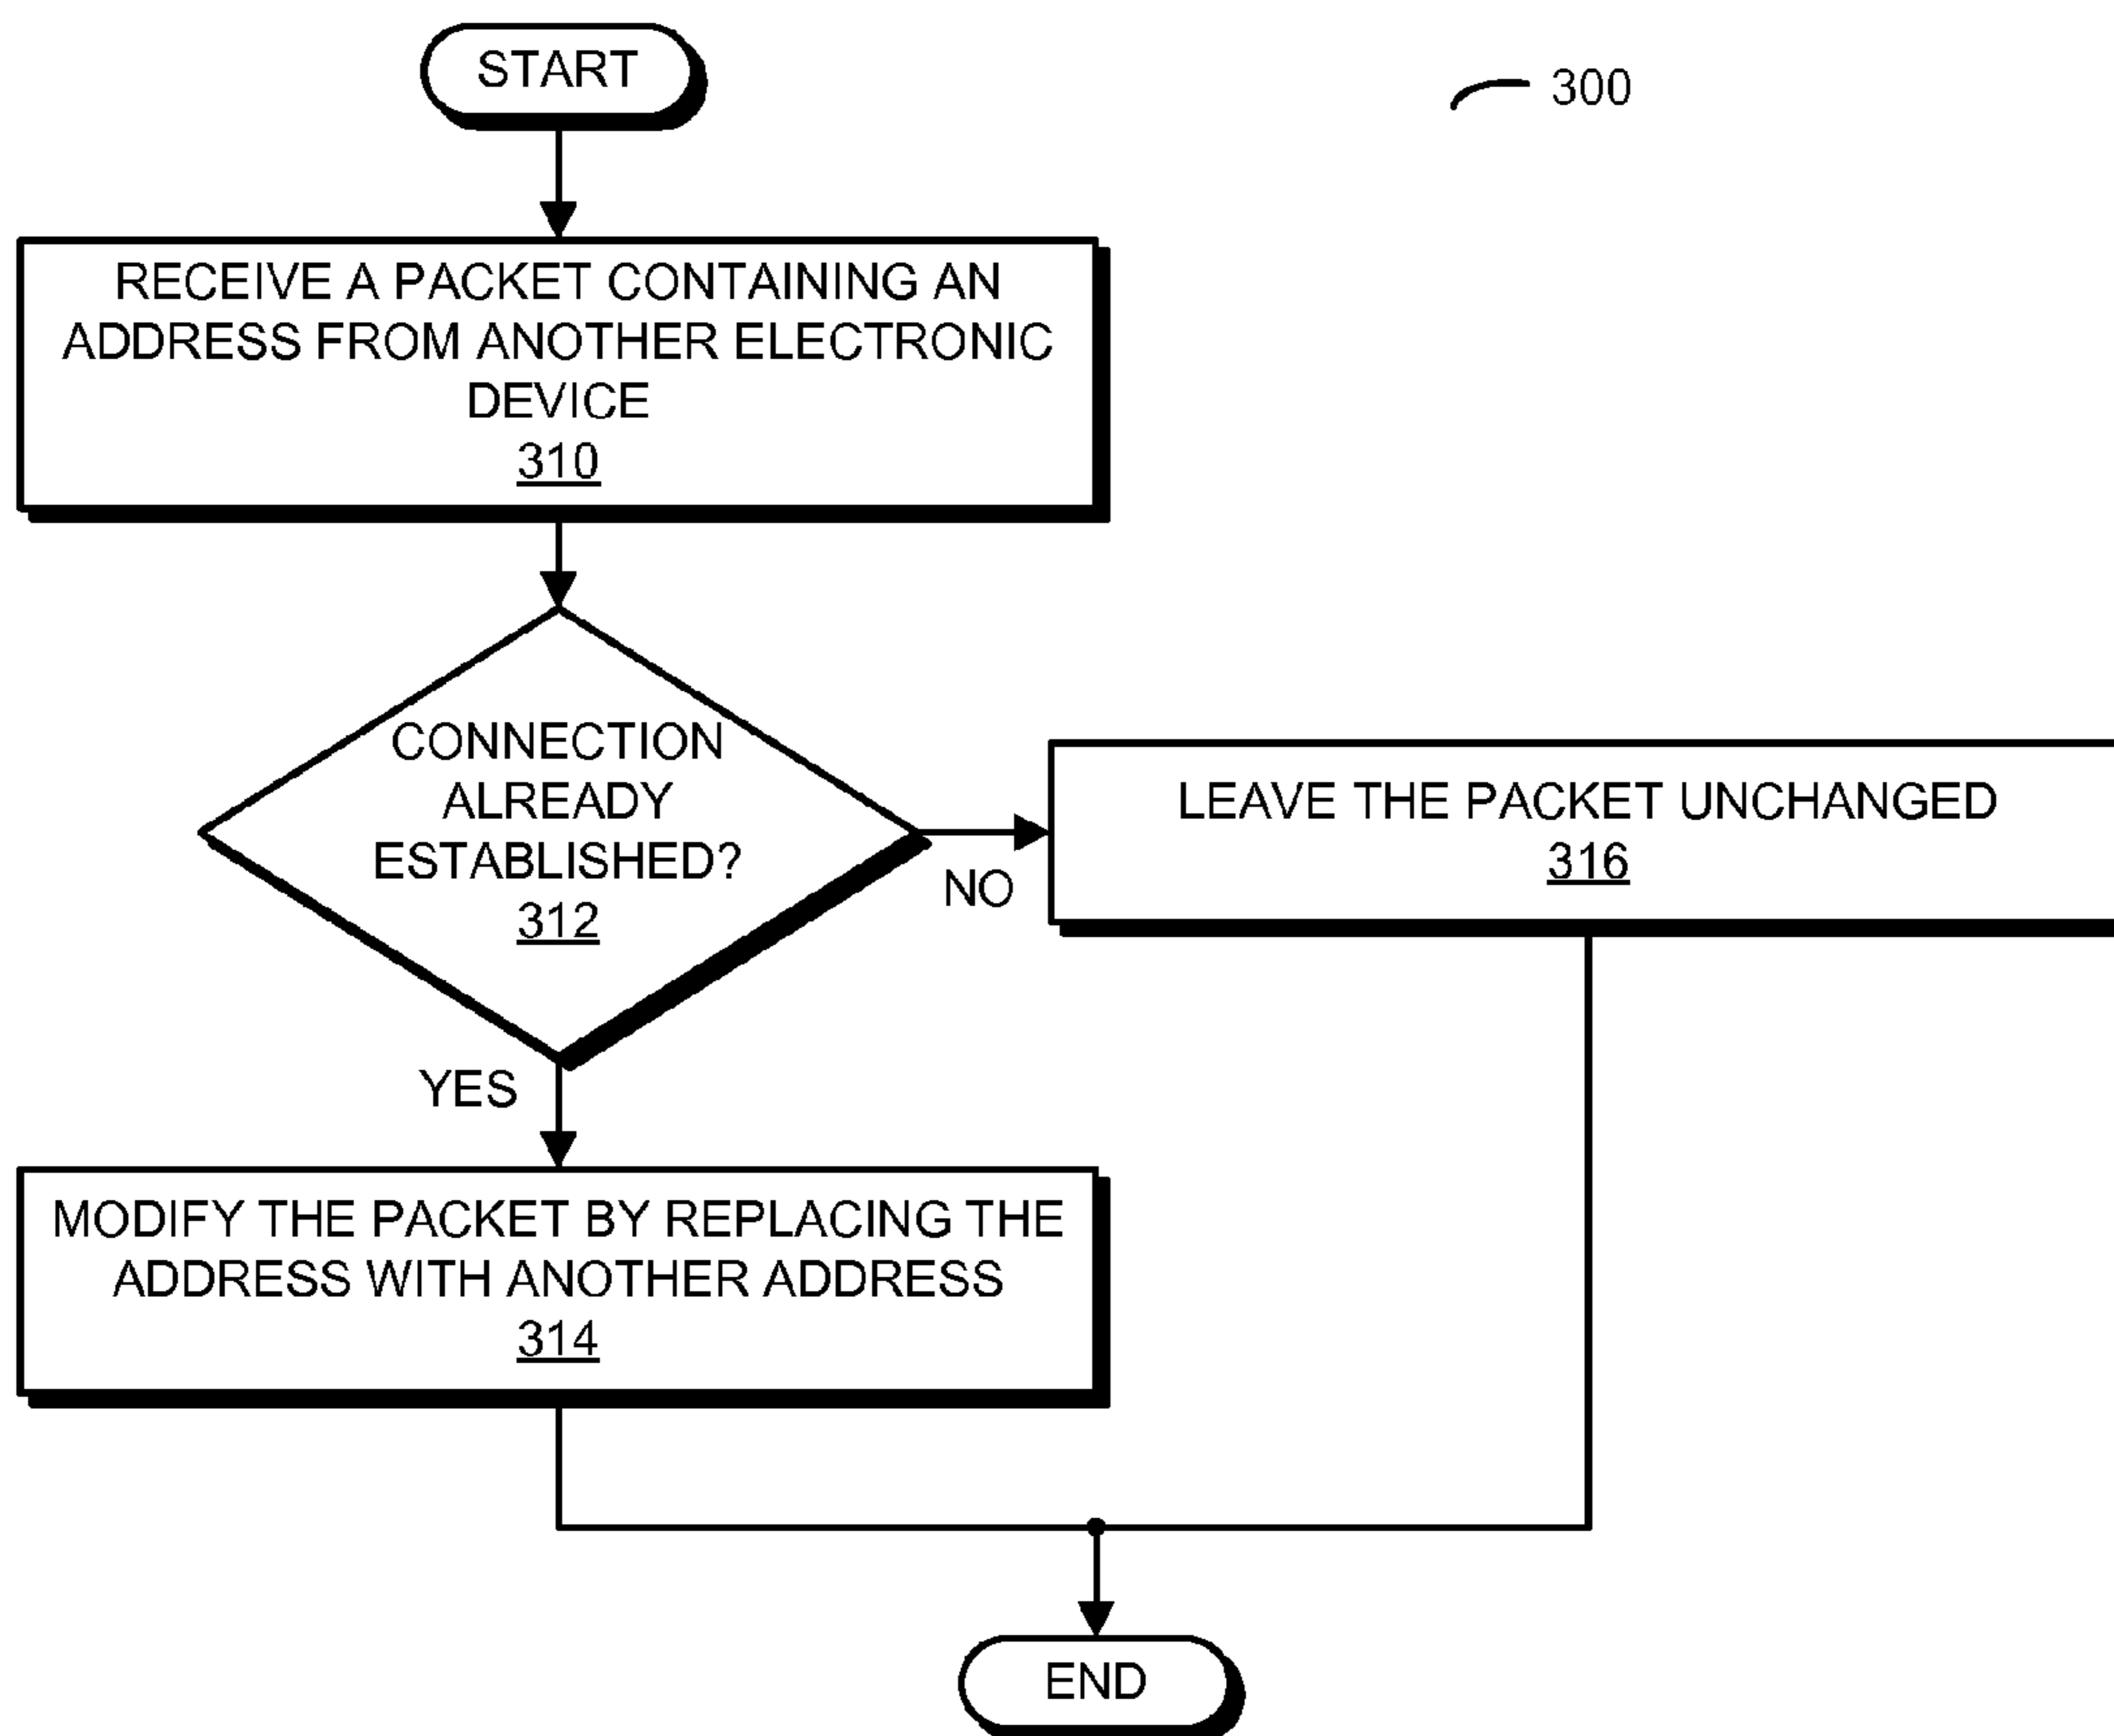 START
300
RECEIVE A PACKET CONTAINING AN
ADDRESS FROM ANOTHER ELECTRONIC
DEVICE
310
CONNECTION
ALREADY
ESTABLISHED?
312
NO
LEAVE THE PACKET UNCHANGED
316
YES
MODIFY THE PACKET BY REPLACING THE
ADDRESS WITH ANOTHER ADDRESS
314
END